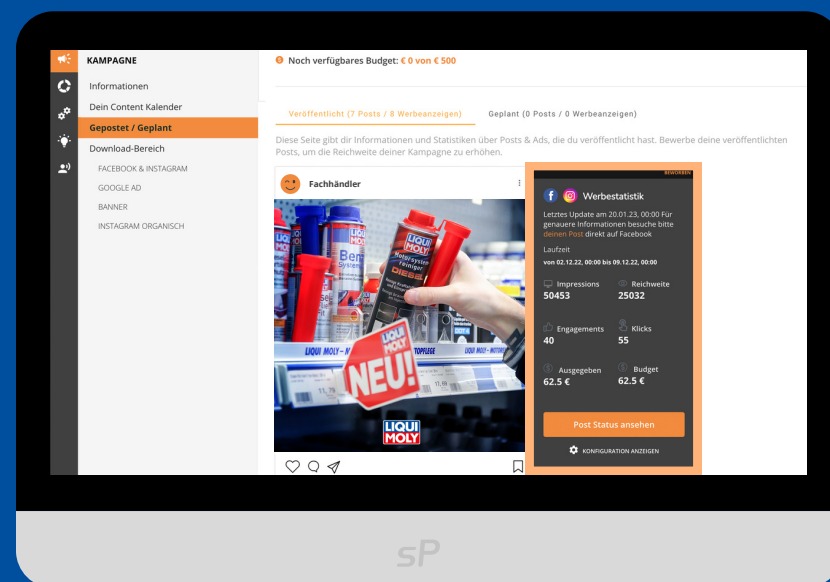 KAMPAGNE
Informationen
Dein Content Kalender
Gepostet / Geplant
Download-Bereich
FACEBOOK & INSTAGRAM
GOOGLE AD
BANNER
INSTAGRAM ORGANISCH
Noch verfügbares Budget: € 0 von € 500
Veröffentlicht (7 Posts / 8 Werbeanzeigen)
Geplant (0 Posts / 0 Werbeanzeigen)
Diese Seite gibt dir Informationen und Statistiken über Posts & Ads, die du veröffentlicht hast. Bewerbe deine veröffentlichten
Posts, um die Reichweite deiner Kampagne zu erhöhen.
Fachhändler
LIQUI
MOLY
Motorsystem
reiniger
DIESEL
LIQUI MOLY
NEU!
LIQUI
MOLY
BEWORBEN
Werbestatistik
Letztes Update am 20.01.23, 00:00 Für
genauere Informationen besuche bitte
deinen Post direkt auf Facebook
Laufzeit
von 02.12.22, 00:00 bis 09.12.22, 00:00
Impressions
Reichweite
50453
25032
Engagements
Klicks
40
55
Ausgegeben
Budget
62.5 €
62.5 €
Post Status ansehen
KONFIGURATION ANZEIGEN
sP